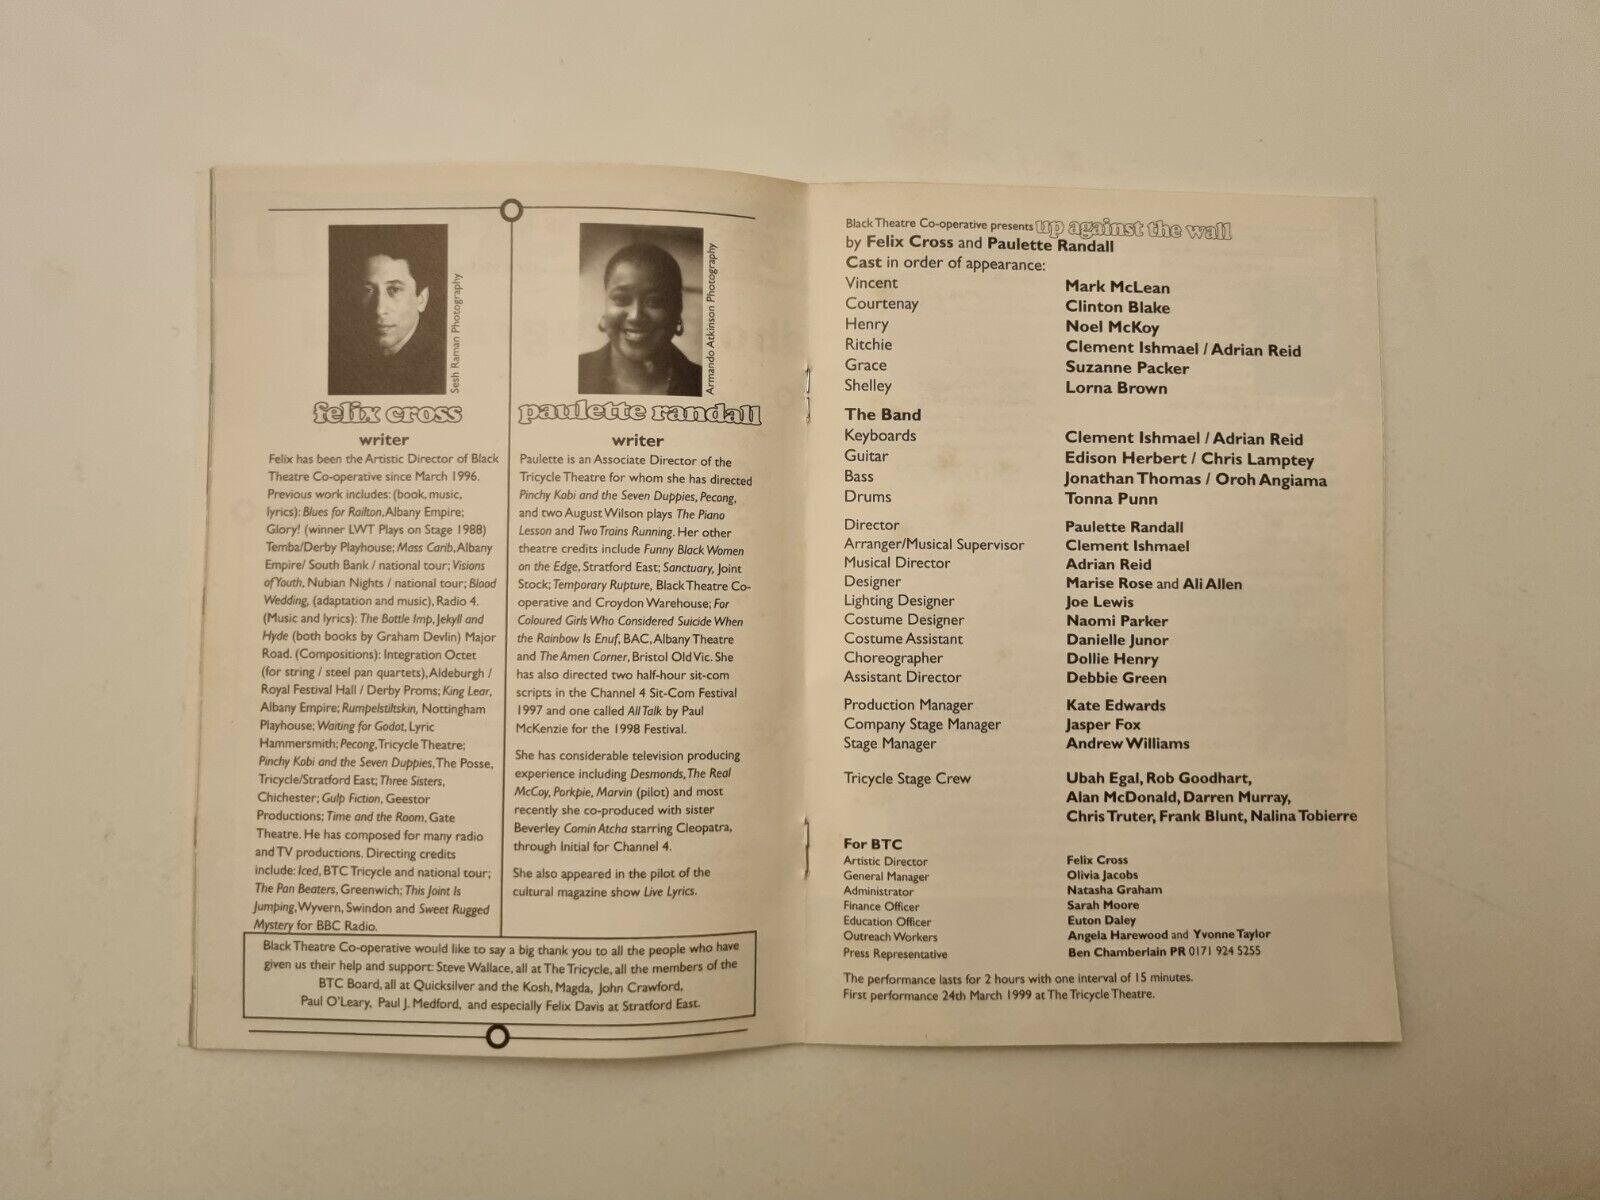 Sesh Raman Photography
felix cross
writer
Felix has been the Artistic Director of Black
Theatre Co-operative since March 1996.
Previous work includes: (book, music,
lyrics): Blues for Railton, Albany Empire;
Glory! (winner LWT Plays on Stage 1988)
Temba/Derby Playhouse; Mass Carib, Albany
Empire/ South Bank / national tour; Visions
of Youth, Nubian Nights / national tour; Blood
Wedding, (adaptation and music), Radio 4.
(Music and lyrics): The Bottle Imp, Jekyll and
Hyde (both books by Graham Devlin) Major
Road. (Compositions): Integration Octet
(for string / steel pan quartets), Aldeburgh /
Royal Festival Hall / Derby Proms; King Lear,
Albany Empire; Rumpelstiltskin, Nottingham
Playhouse; Waiting for Godot, Lyric
Hammersmith; Pecong, Tricycle Theatre;
Pinchy Kobi and the Seven Duppies, The Posse,
Tricycle/Stratford East; Three Sisters,
Chichester; Gulp Fiction, Geestor
Productions; Time and the Room, Gate
Theatre. He has composed for many radio
and TV productions. Directing credits
include: Iced, BTC Tricycle and national tour;
The Pan Beaters, Greenwich; This Joint Is
Jumping, Wyvern, Swindon and Sweet Rugged
Mystery for BBC Radio.
Armando Atkinson Photography
paulette randall
writer
Paulette is an Associate Director of the
Tricycle Theatre for whom she has directed
Pinchy Kobi and the Seven Duppies, Pecong,
and two August Wilson plays The Piano
Lesson and Two Trains Running. Her other
theatre credits include Funny Black Women
on the Edge, Stratford East; Sanctuary, Joint
Stock; Temporary Rupture, Black Theatre Co-
operative and Croydon Warehouse; For
Coloured Girls Who Considered Suicide When
the Rainbow Is Enuf, BAC, Albany Theatre
and The Amen Corner, Bristol Old Vic. She
has also directed two half-hour sit-com
scripts in the Channel 4 Sit-Com Festival
1997 and one called All Talk by Paul
McKenzie for the 1998 Festival.
She has considerable television producing
experience including Desmonds, The Real
McCoy, Porkpie, Marvin (pilot) and most
recently she co-produced with sister
Beverley Comin Atcha starring Cleopatra,
through Initial for Channel 4.
She also appeared in the pilot of the
cultural magazine show Live Lyrics.
Black Theatre Co-operative would like to say a big thank you to all the people who have
given us their help and support: Steve Wallace, all at The Tricycle, all the members of the
BTC Board, all at Quicksilver and the Kosh, Magda, John Crawford,
Paul O'Leary, Paul J. Medford, and especially Felix Davis at Stratford East.
Black Theatre Co-operative presents up against the wall
by Felix Cross and Paulette Randall
Cast in order of appearance:
Vincent Mark McLean
Courtenay Clinton Blake
Henry Noel McKoy
Ritchie Clement Ishmael / Adrian Reid
Grace Suzanne Packer
Shelley Lorna Brown
The Band
Keyboards Clement Ishmael / Adrian Reid
Guitar Edison Herbert / Chris Lamptey
Bass Jonathan Thomas / Oroh Angiama
Drums Tonna Punn
Director Paulette Randall
Arranger/Musical Supervisor Clement Ishmael
Musical Director Adrian Reid
Designer Marise Rose and Ali Allen
Lighting Designer Joe Lewis
Costume Designer Naomi Parker
Costume Assistant Danielle Junor
Choreographer Dollie Henry
Assistant Director Debbie Green
Production Manager Kate Edwards
Company Stage Manager Jasper Fox
Stage Manager Andrew Williams
Tricycle Stage Crew Ubah Egal, Rob Goodhart,
Alan McDonald, Darren Murray,
Chris Truter, Frank Blunt, Nalina Tobierre
For BTC
Artistic Director Felix Cross
General Manager Olivia Jacobs
Administrator Natasha Graham
Finance Officer Sarah Moore
Education Officer Euton Daley
Outreach Workers Angela Harewood and Yvonne Taylor
Press Representative Ben Chamberlain PR 0171 924 5255
The performance lasts for 2 hours with one interval of 15 minutes.
First performance 24th March 1999 at The Tricycle Theatre.